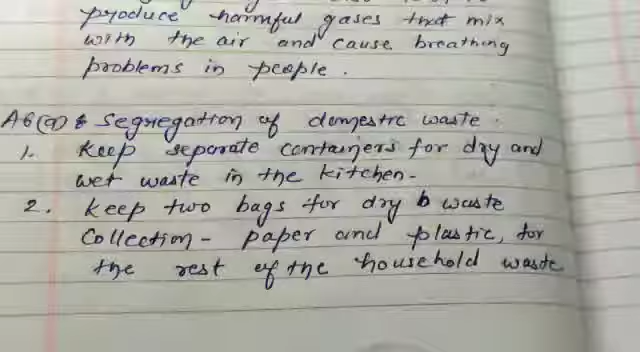 produce harmful gases that mix
with the air and cause breathing
problems in people.
A6(a) Segregation of domestic waste.
1. Keep separate containers for dry and
wet waste in the kitchen-
2. Keep two bags for dry b waste
Collection- paper and plastic, for
the rest of the household waste